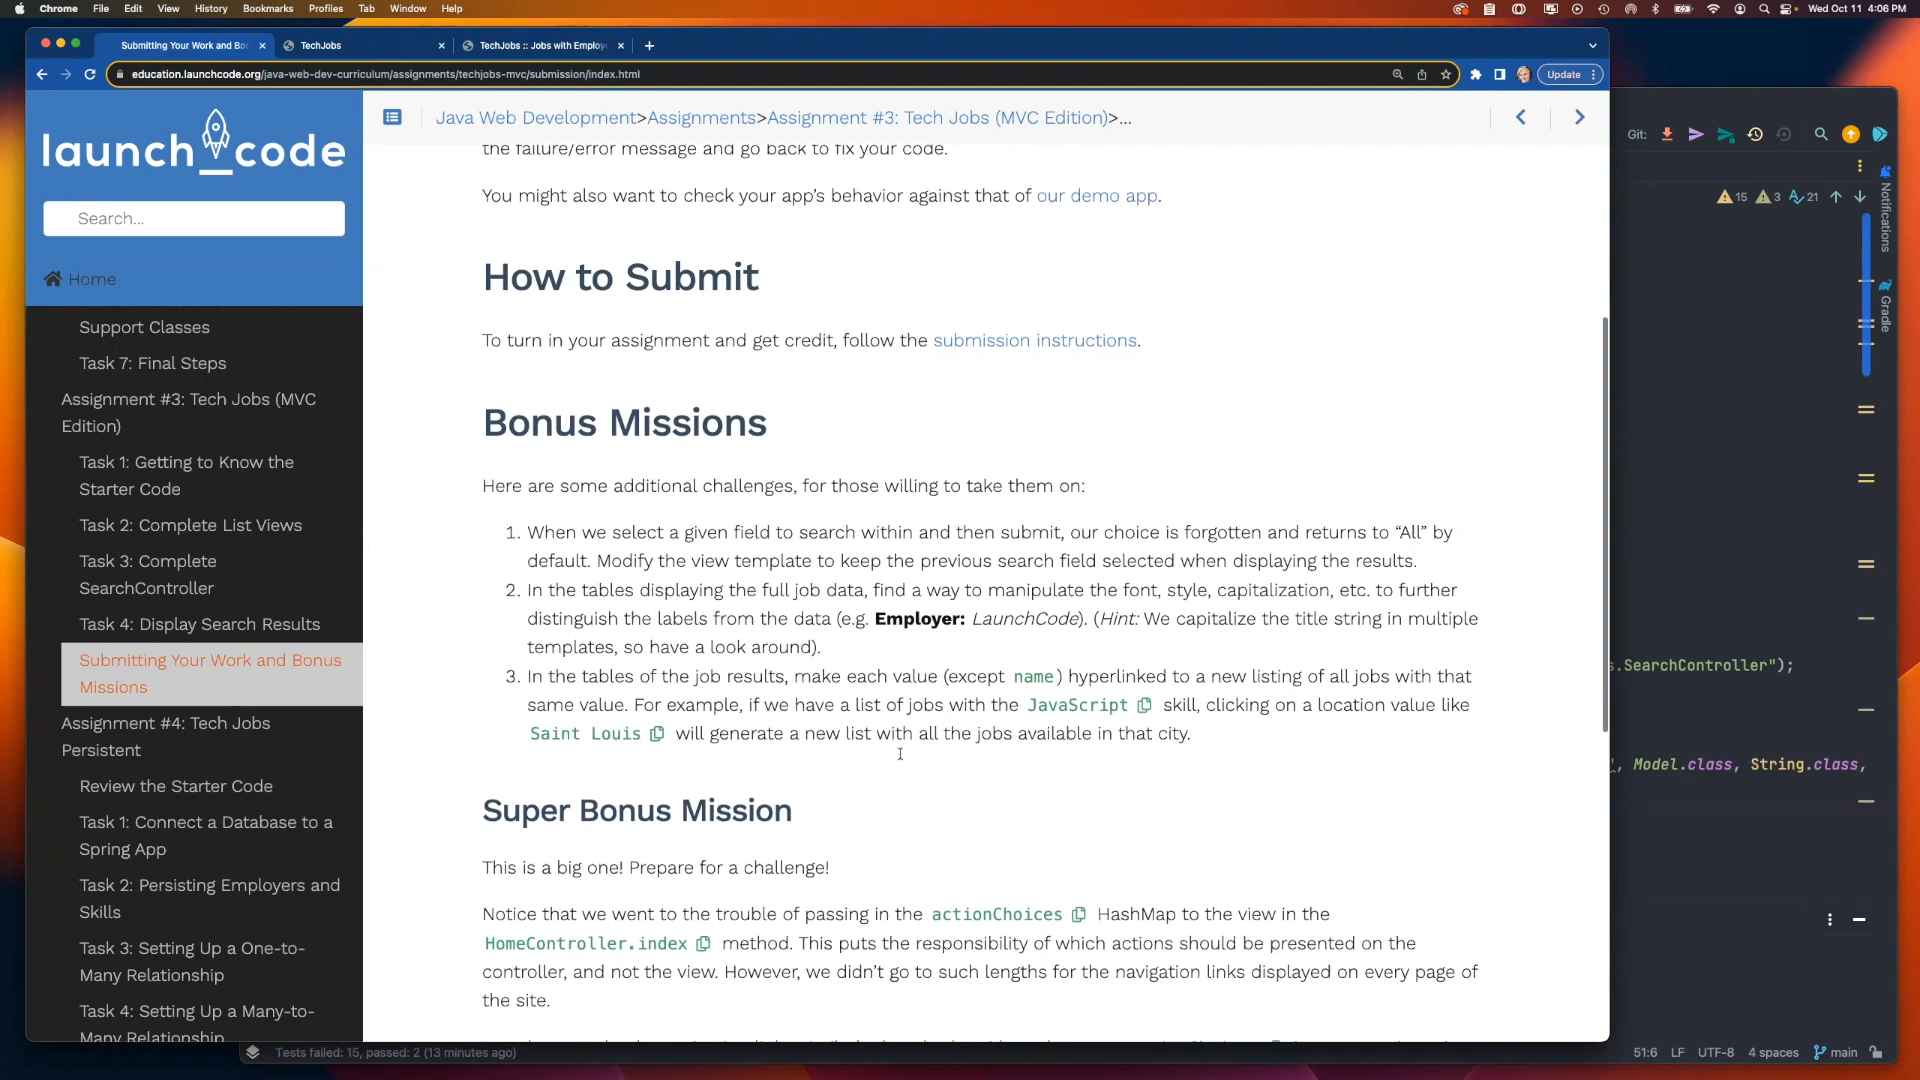 Chrome File Edit View History Bookmarks Profiles Tab Window Help
Wed Oct 11 4:06 PM
Submitting Your Work and Bo
TechJobs
TechJobs :: Jobs with Employ
education.launchcode.org/java-web-dev-curriculum/assignments/techjobs-mvc/submission/index.html
Update
launch code
Search...
Home
Support Classes
Task 7: Final Steps
Assignment #3: Tech Jobs (MVC
Edition)
Task 1: Getting to Know the
Starter Code
Task 2: Complete List Views
Task 3: Complete
SearchController
Task 4: Display Search Results
Submitting Your Work and Bonus
Missions
Assignment #4: Tech Jobs
Persistent
Review the Starter Code
Task 1: Connect a Database to a
Spring App
Task 2: Persisting Employers and
Skills
Task 3: Setting Up a One-to-
Many Relationship
Task 4: Setting Up a Many-to-
Many Relationship
Java Web Development>Assignments>Assignment #3: Tech Jobs (MVC Edition)>...
the failure/error message and go back to fix your code.
You might also want to check your app's behavior against that of our demo app.
How to Submit
To turn in your assignment and get credit, follow the submission instructions.
Bonus Missions
Here are some additional challenges, for those willing to take them on:
1. When we select a given field to search within and then submit, our choice is forgotten and returns to “All” by
default. Modify the view template to keep the previous search field selected when displaying the results.
2. In the tables displaying the full job data, find a way to manipulate the font, style, capitalization, etc. to further
distinguish the labels from the data (e.g. Employer: LaunchCode). (Hint: We capitalize the title string in multiple
templates, so have a look around).
3. In the tables of the job results, make each value (except name) hyperlinked to a new listing of all jobs with that
same value. For example, if we have a list of jobs with the JavaScript skill, clicking on a location value like
Saint Louis will generate a new list with all the jobs available in that city.
Super Bonus Mission
This is a big one! Prepare for a challenge!
Notice that we went to the trouble of passing in the actionChoices HashMap to the view in the
HomeController.index method. This puts the responsibility of which actions should be presented on the
controller, and not the view. However, we didn't go to such lengths for the navigation links displayed on every page of
the site.
Git:
15 3 21
Notifications
Gradle
s.SearchController");
, Model.class, String.class,
Tests failed: 15, passed: 2 (13 minutes ago)
51:6 LF UTF-8 4 spaces main